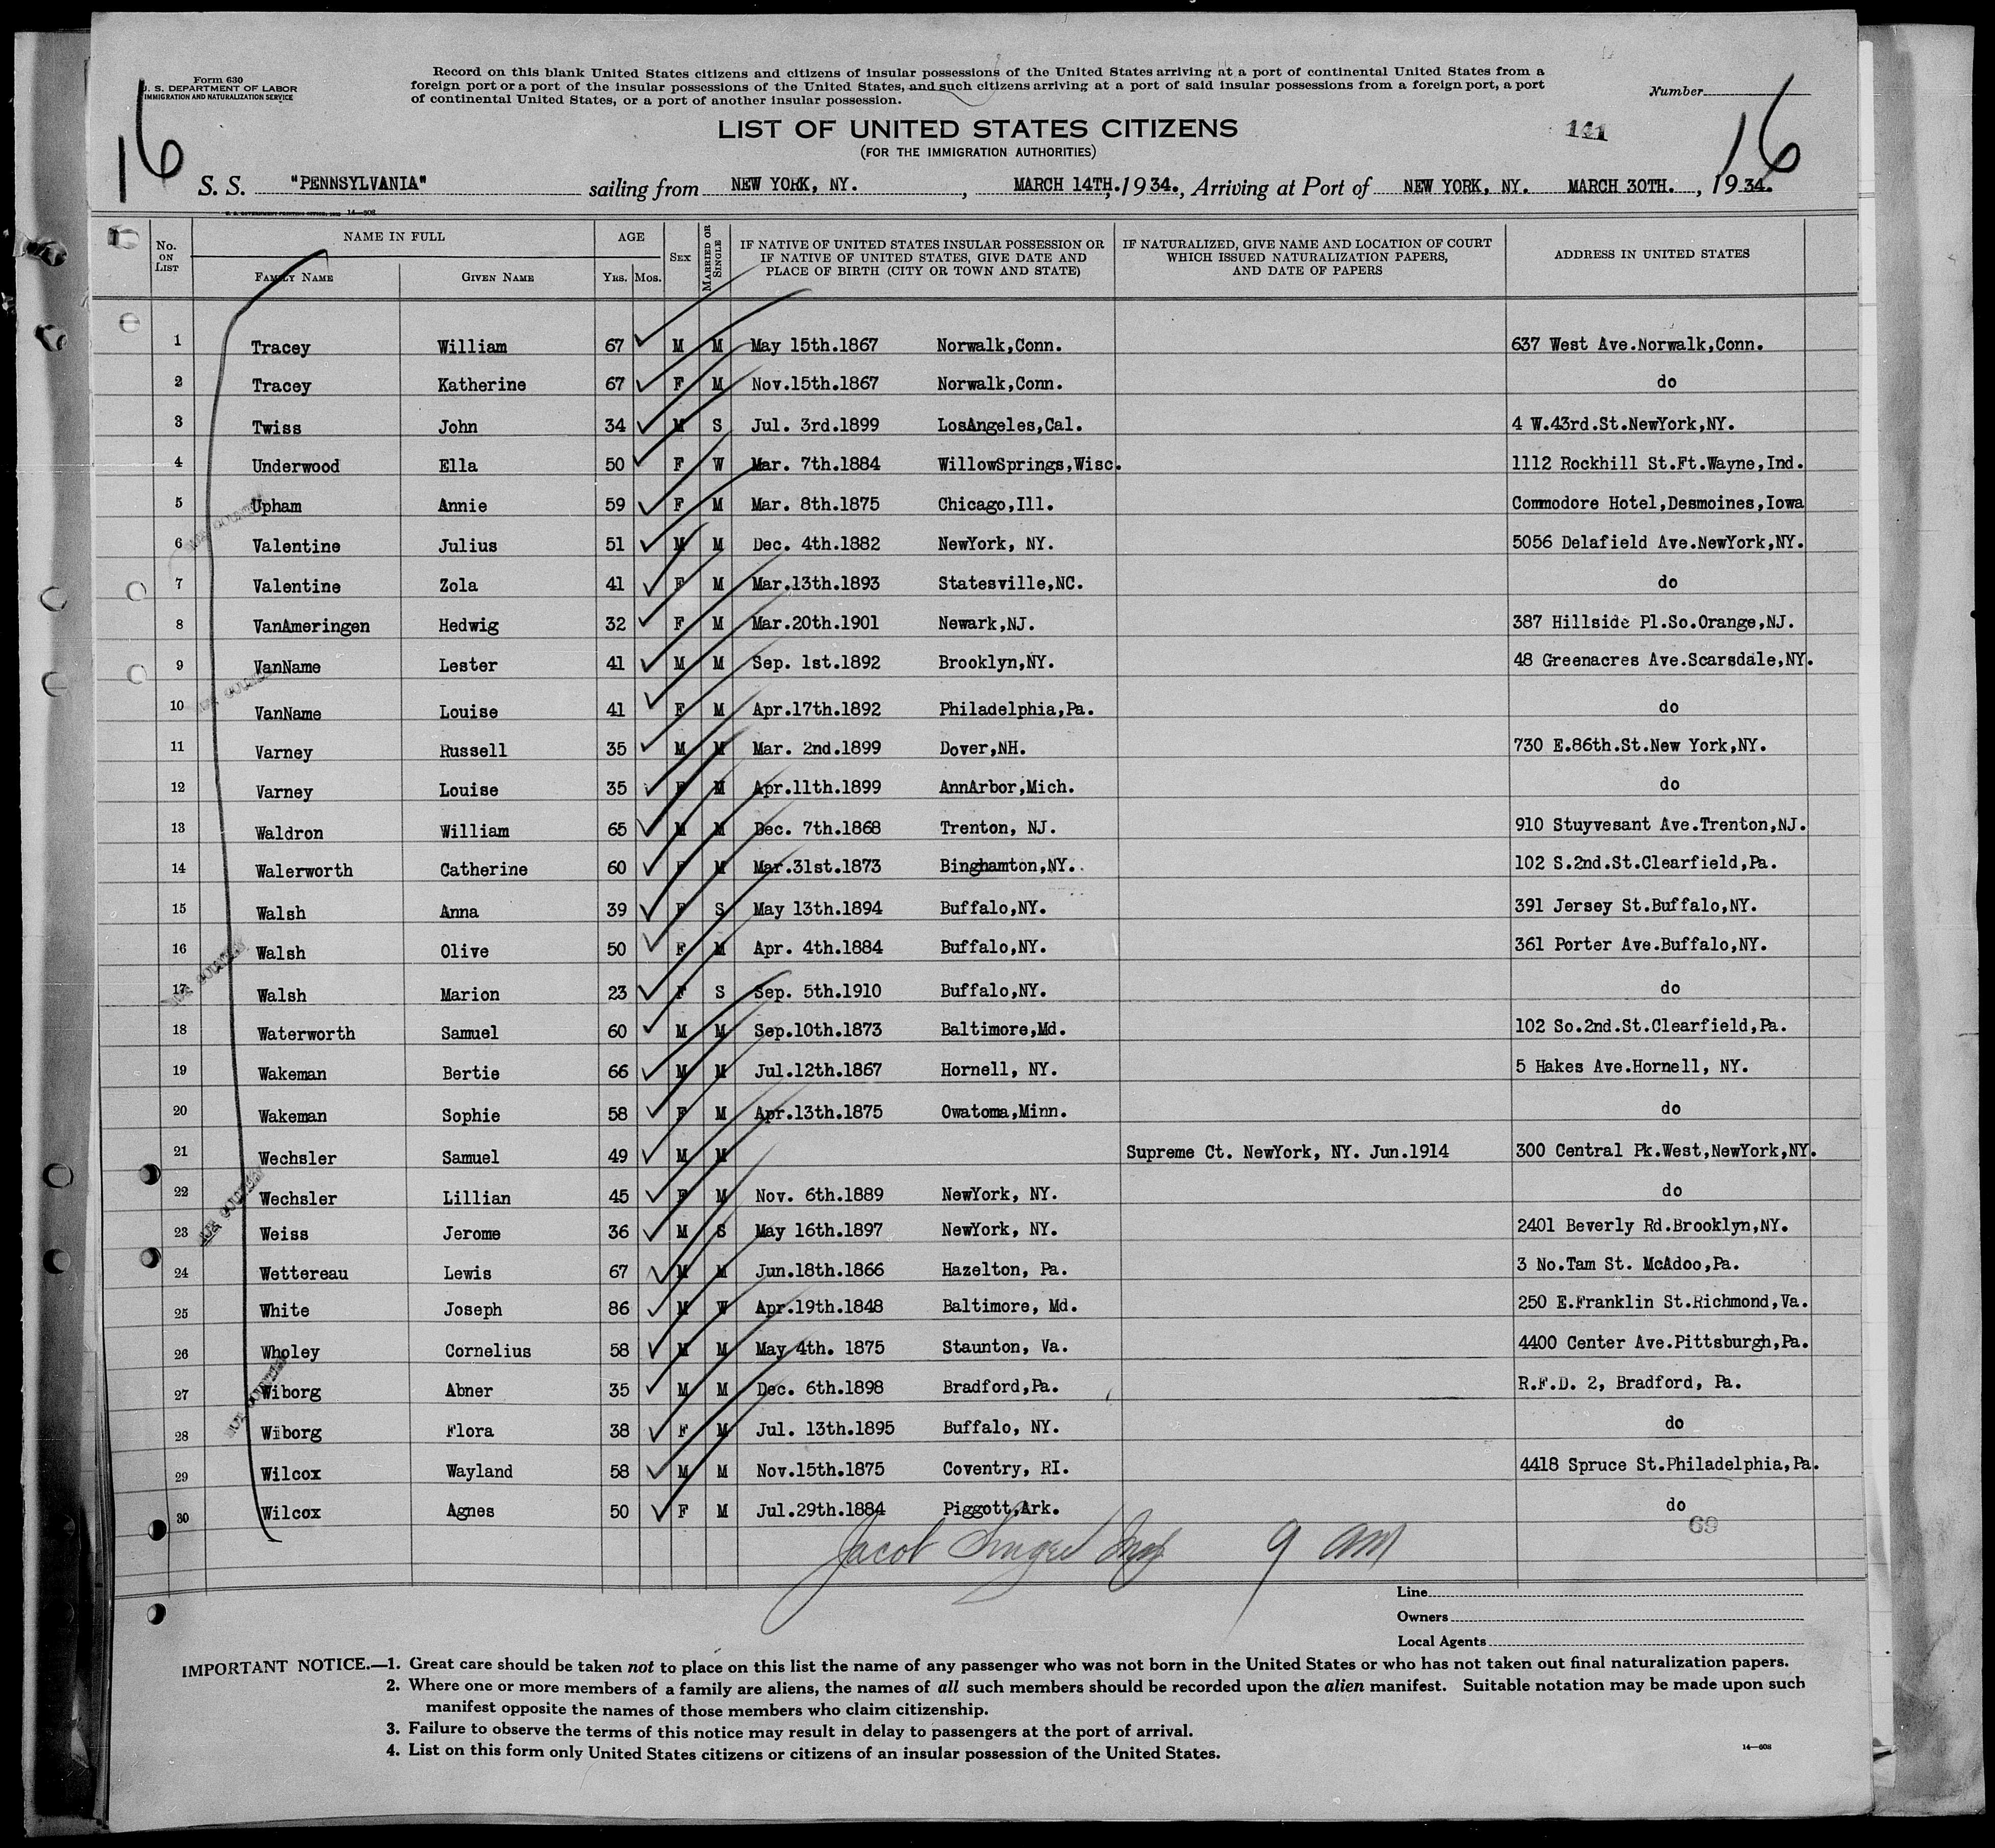 Form 630
U. S. DEPARTMENT OF LABOR
IMMIGRATION AND NATURALIZATION SERVICE
Record on this blank United States citizens and citizens of insular possessions of the United States arriving at a port of continental United States from a
foreign port or a port of the insular possessions of the United States, and such citizens arriving at a port of said insular possessions from a foreign port, a port
of continental United States, or a port of another insular possession.
Number
16
LIST OF UNITED STATES CITIZENS
(FOR THE IMMIGRATION AUTHORITIES)
141
16
S. S. "PENNSYLVANIA" sailing from NEW YORK, NY., MARCH 14TH, 1934., Arriving at Port of NEW YORK, NY. MARCH 30TH., 1934.
U. S. GOVERNMENT PRINTING OFFICE 14—608
No. ON LIST NAME IN FULL AGE SEX MARRIED OR SINGLE IF NATIVE OF UNITED STATES INSULAR POSSESSION OR IF NATIVE OF UNITED STATES, GIVE DATE AND PLACE OF BIRTH (CITY OR TOWN AND STATE) IF NATURALIZED, GIVE NAME AND LOCATION OF COURT WHICH ISSUED NATURALIZATION PAPERS, AND DATE OF PAPERS ADDRESS IN UNITED STATES
FAMILY NAME GIVEN NAME YRS. MOS.
1 Tracey William 67 M M May 15th.1867 Norwalk,Conn. 637 West Ave.Norwalk,Conn.
2 Tracey Katherine 67 F M Nov.15th.1867 Norwalk,Conn. do
3 Twiss John 34 M S Jul. 3rd.1899 LosAngeles,Cal. 4 W.43rd.St.NewYork,NY.
4 Underwood Ella 50 F W Mar. 7th.1884 WillowSprings,Wisc. 1112 Rockhill St.Ft.Wayne,Ind.
5 Upham Annie 59 F M Mar. 8th.1875 Chicago,Ill. Commodore Hotel,Desmoines,Iowa
6 Valentine Julius 51 M M Dec. 4th.1882 NewYork, NY. 5056 Delafield Ave.NewYork,NY.
7 Valentine Zola 41 F M Mar.13th.1893 Statesville,NC. do
8 VanAmeringen Hedwig 32 F M Mar.20th.1901 Newark,NJ. 387 Hillside Pl.So.Orange,NJ.
9 VanName Lester 41 M M Sep. 1st.1892 Brooklyn,NY. 48 Greenacres Ave.Scarsdale,NY.
10 VanName Louise 41 F M Apr.17th.1892 Philadelphia,Pa. do
11 Varney Russell 35 M M Mar. 2nd.1899 Dover,NH. 730 E.86th.St.New York,NY.
12 Varney Louise 35 F M Apr.11th.1899 AnnArbor,Mich. do
13 Waldron William 65 M M Dec. 7th.1868 Trenton, NJ. 910 Stuyvesant Ave.Trenton,NJ.
14 Walerworth Catherine 60 F M Mar.31st.1873 Binghamton,NY. 102 S.2nd.St.Clearfield,Pa.
15 Walsh Anna 39 F S May 13th.1894 Buffalo,NY. 391 Jersey St.Buffalo,NY.
16 Walsh Olive 50 F M Apr. 4th.1884 Buffalo,NY. 361 Porter Ave.Buffalo,NY.
17 Walsh Marion 23 F S Sep. 5th.1910 Buffalo,NY. do
18 Waterworth Samuel 60 M M Sep.10th.1873 Baltimore,Md. 102 So.2nd.St.Clearfield,Pa.
19 Wakeman Bertie 66 M M Jul.12th.1867 Hornell, NY. 5 Hakes Ave.Hornell, NY.
20 Wakeman Sophie 58 F M Apr.13th.1875 Owatoma,Minn. do
21 Wechsler Samuel 49 M M Supreme Ct. NewYork, NY. Jun.1914 300 Central Pk.West,NewYork,NY.
22 Wechsler Lillian 45 F M Nov. 6th.1889 NewYork, NY. do
23 Weiss Jerome 36 M S May 16th.1897 NewYork, NY. 2401 Beverly Rd.Brooklyn,NY.
24 Wettereau Lewis 67 M M Jun.18th.1866 Hazelton, Pa. 3 No.Tam St. McAdoo,Pa.
25 White Joseph 86 M W Apr.19th.1848 Baltimore, Md. 250 E.Franklin St.Richmond,Va.
26 Wholey Cornelius 58 M M May 4th. 1875 Staunton, Va. 4400 Center Ave.Pittsburgh,Pa.
27 Wiborg Abner 35 M M Dec. 6th.1898 Bradford,Pa. R.F.D. 2, Bradford, Pa.
28 Wiborg Flora 38 F M Jul. 13th.1895 Buffalo, NY. do
29 Wilcox Wayland 58 M M Nov.15th.1875 Coventry, RI. 4418 Spruce St.Philadelphia,Pa.
30 Wilcox Agnes 50 F M Jul.29th.1884 Piggott,Ark. do
69
Jacob 9 AM
Line
Owners
Local Agents
IMPORTANT NOTICE.—1. Great care should be taken not to place on this list the name of any passenger who was not born in the United States or who has not taken out final naturalization papers.
2. Where one or more members of a family are aliens, the names of all such members should be recorded upon the alien manifest. Suitable notation may be made upon such
manifest opposite the names of those members who claim citizenship.
3. Failure to observe the terms of this notice may result in delay to passengers at the port of arrival.
4. List on this form only United States citizens or citizens of an insular possession of the United States.
14—608